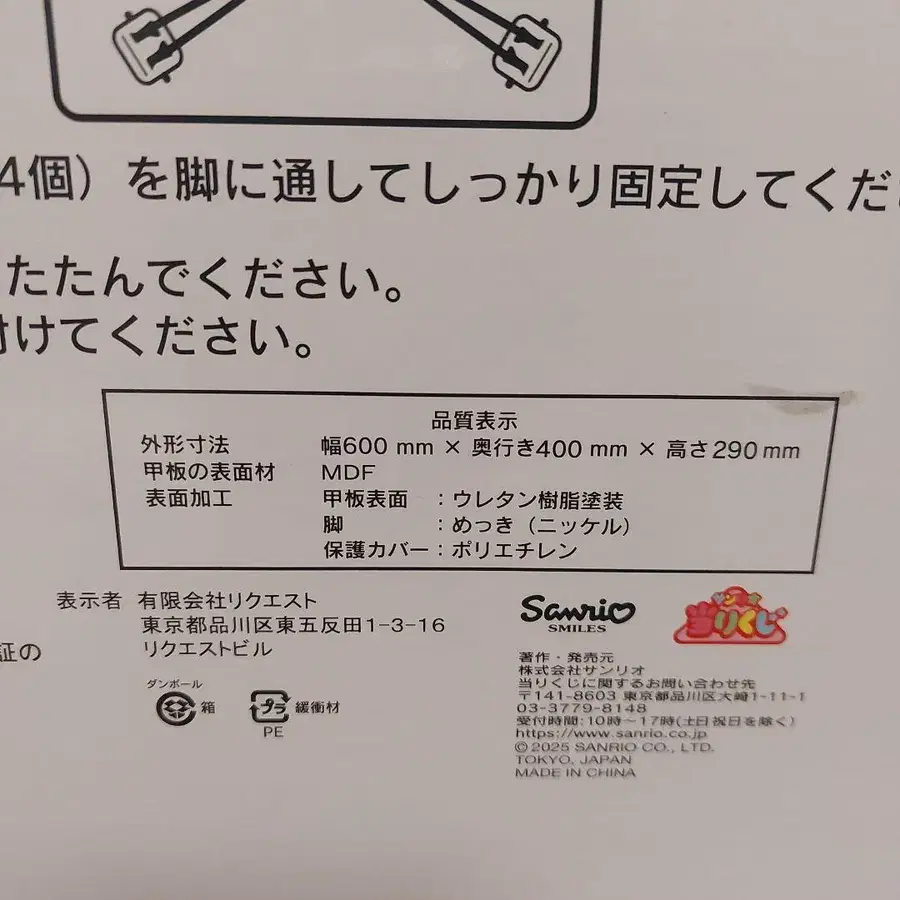 4個）を脚に通してしっかり固定してくだ
たたんでください。
付けてください。
品質表示
外形寸法 幅600 mm × 奥行き400 mm × 高さ290mm
甲板の表面材 MDF
表面加工 甲板表面 ：ウレタン樹脂塗装
脚 ：めっき（ニッケル）
保護カバー：ポリエチレン
表示者 有限会社リクエスト
東京都品川区東五反田1-3-16
リクエストビル
証の
ダンボール
箱
プラ 緩衝材
PE
Sanrio
SMILES
サンリオ
当りくじ
著作・発売元
株式会社サンリオ
当りくじに関するお問い合わせ先
〒141-8603 東京都品川区大崎1-11-1
03-3779-8148
受付時間:10時～17時(土日祝日を除く)
https://www.sanrio.co.jp
©2025 SANRIO CO., LTD.
TOKYO, JAPAN
MADE IN CHINA